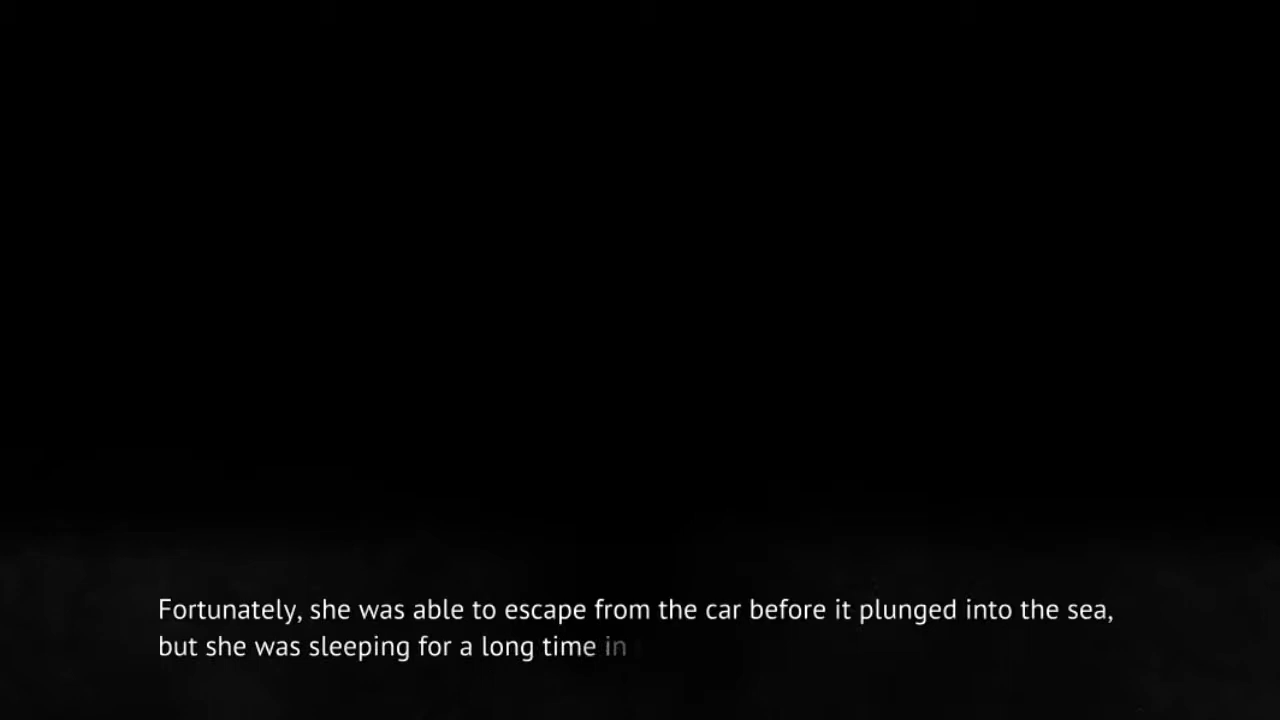 Fortunately, she was able to escape from the car before it plunged into the sea,
but she was sleeping for a long time in